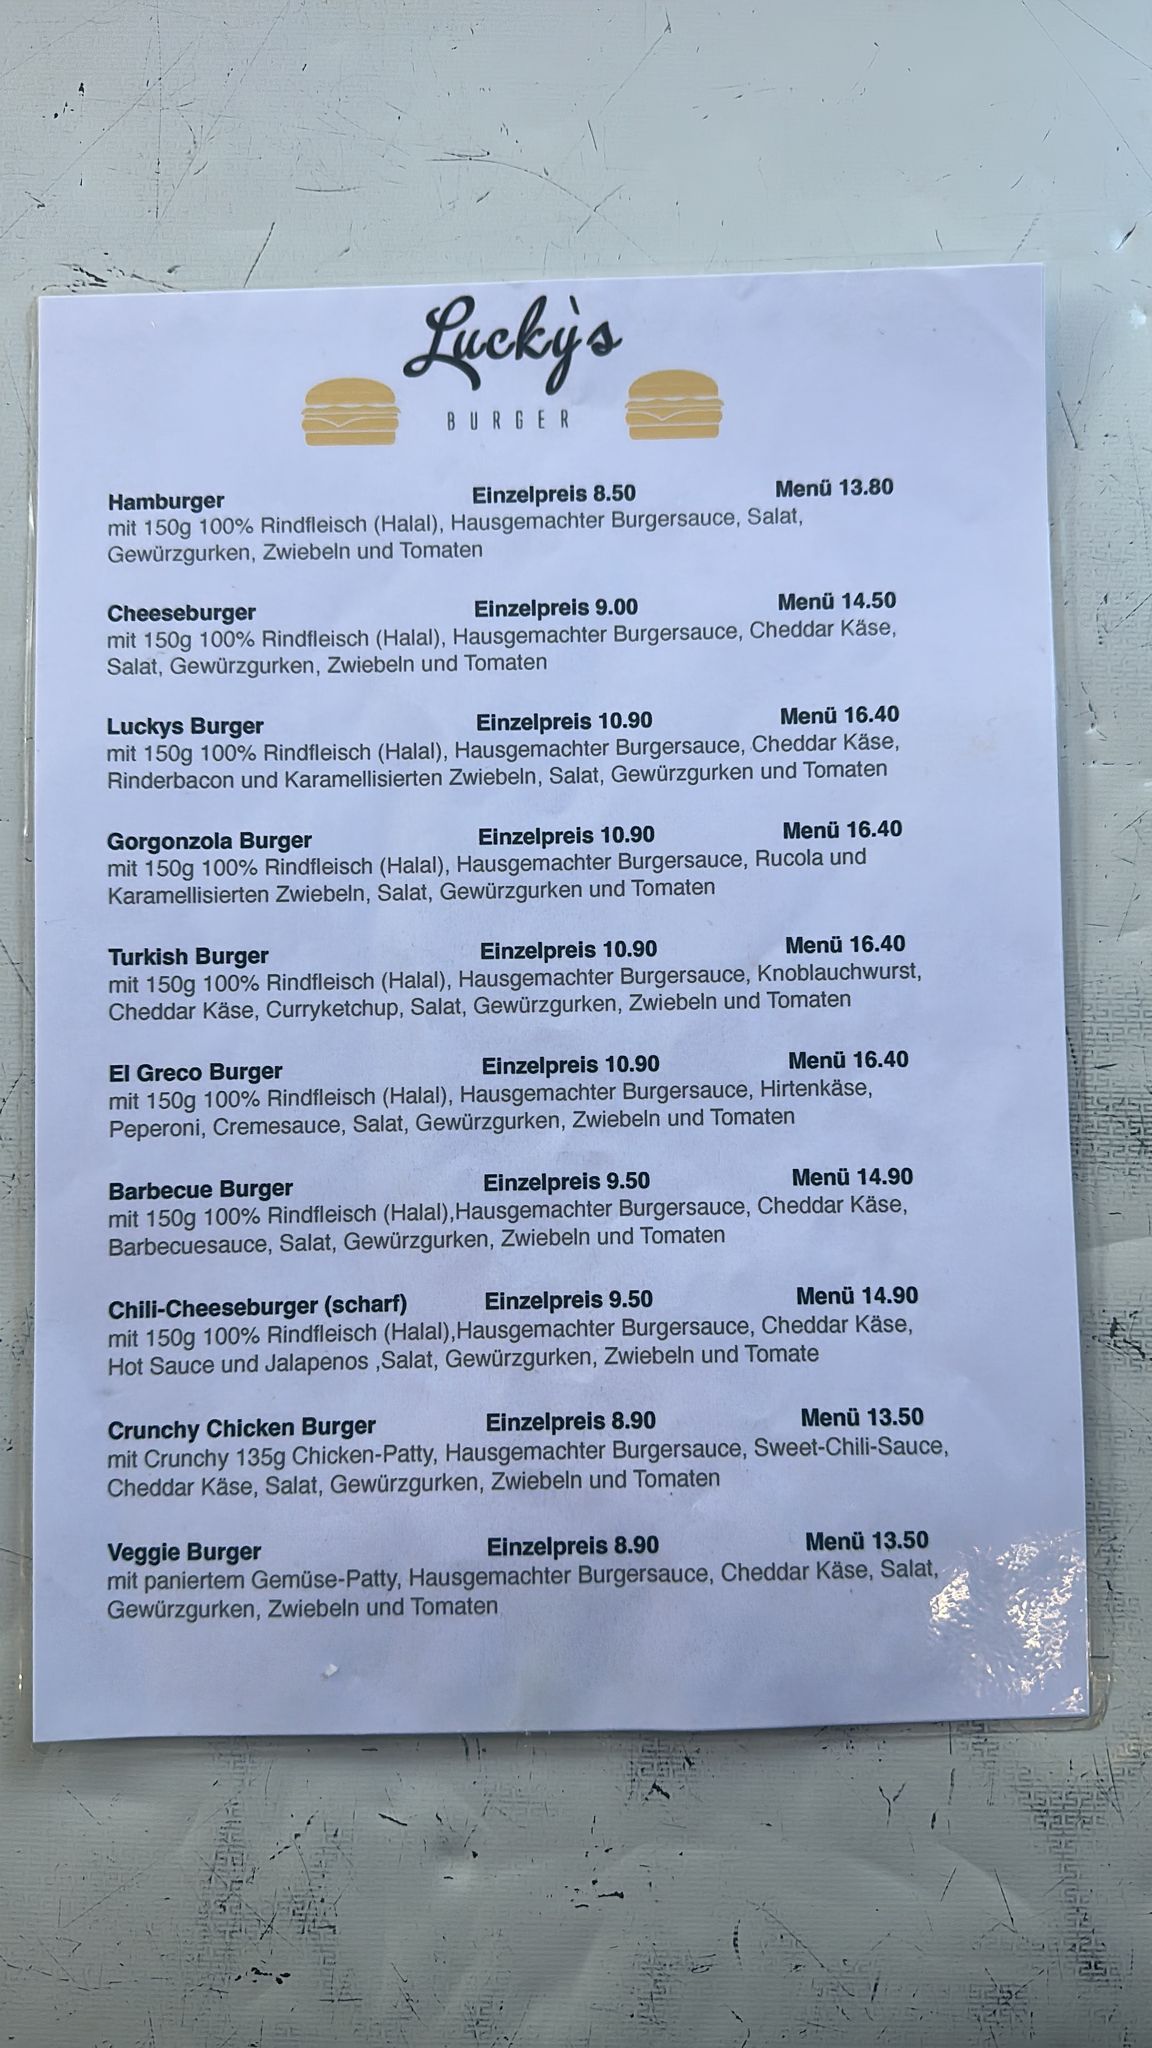 Lucky's
BURGER
Hamburger Einzelpreis 8.50 Menü 13.80
mit 150g 100% Rindfleisch (Halal), Hausgemachter Burgersauce, Salat,
Gewürzgurken, Zwiebeln und Tomaten
Cheeseburger Einzelpreis 9.00 Menü 14.50
mit 150g 100% Rindfleisch (Halal), Hausgemachter Burgersauce, Cheddar Käse,
Salat, Gewürzgurken, Zwiebeln und Tomaten
Luckys Burger Einzelpreis 10.90 Menü 16.40
mit 150g 100% Rindfleisch (Halal), Hausgemachter Burgersauce, Cheddar Käse,
Rinderbacon und Karamellisierten Zwiebeln, Salat, Gewürzgurken und Tomaten
Gorgonzola Burger Einzelpreis 10.90 Menü 16.40
mit 150g 100% Rindfleisch (Halal), Hausgemachter Burgersauce, Rucola und
Karamellisierten Zwiebeln, Salat, Gewürzgurken und Tomaten
Turkish Burger Einzelpreis 10.90 Menü 16.40
mit 150g 100% Rindfleisch (Halal), Hausgemachter Burgersauce, Knoblauchwurst,
Cheddar Käse, Curryketchup, Salat, Gewürzgurken, Zwiebeln und Tomaten
El Greco Burger Einzelpreis 10.90 Menü 16.40
mit 150g 100% Rindfleisch (Halal), Hausgemachter Burgersauce, Hirtenkäse,
Peperoni, Cremesauce, Salat, Gewürzgurken, Zwiebeln und Tomaten
Barbecue Burger Einzelpreis 9.50 Menü 14.90
mit 150g 100% Rindfleisch (Halal),Hausgemachter Burgersauce, Cheddar Käse,
Barbecuesauce, Salat, Gewürzgurken, Zwiebeln und Tomaten
Chili-Cheeseburger (scharf) Einzelpreis 9.50 Menü 14.90
mit 150g 100% Rindfleisch (Halal),Hausgemachter Burgersauce, Cheddar Käse,
Hot Sauce und Jalapenos ,Salat, Gewürzgurken, Zwiebeln und Tomate
Crunchy Chicken Burger Einzelpreis 8.90 Menü 13.50
mit Crunchy 135g Chicken-Patty, Hausgemachter Burgersauce, Sweet-Chili-Sauce,
Cheddar Käse, Salat, Gewürzgurken, Zwiebeln und Tomaten
Veggie Burger Einzelpreis 8.90 Menü 13.50
mit paniertem Gemüse-Patty, Hausgemachter Burgersauce, Cheddar Käse, Salat,
Gewürzgurken, Zwiebeln und Tomaten